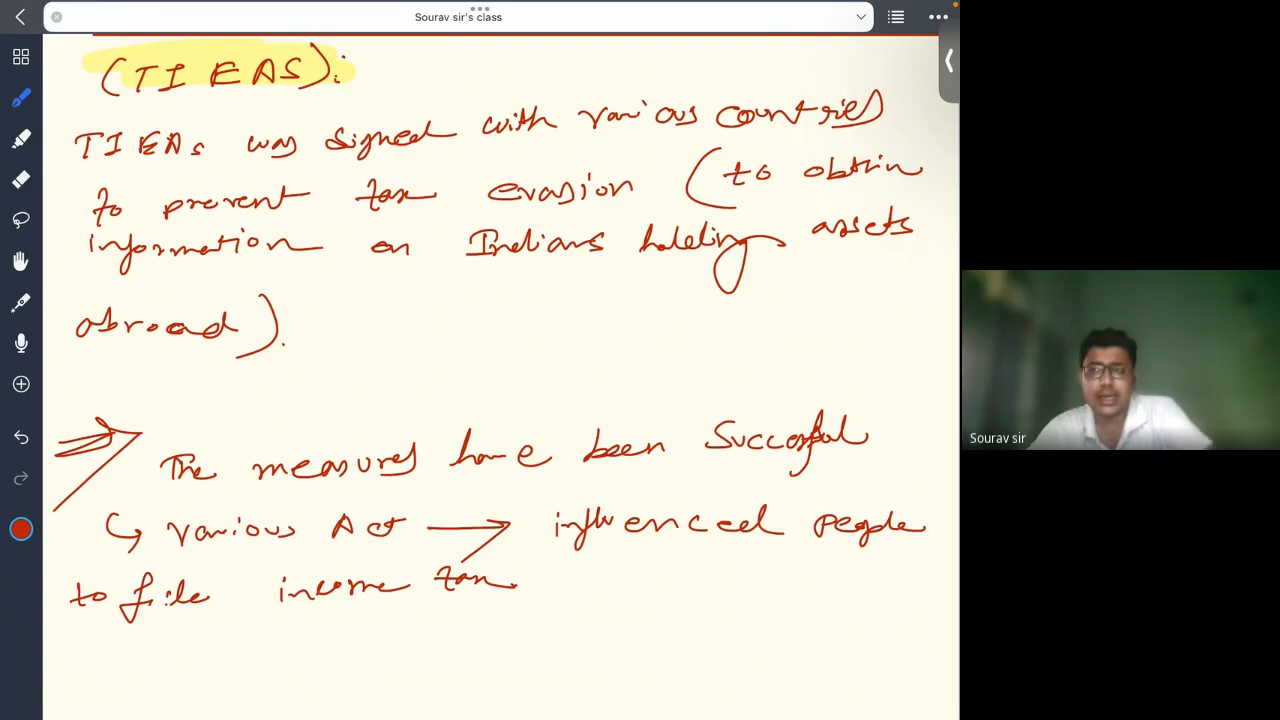 Sourav sir's class
(TIEAS):
TIEAs was signed with various countries
to prevent tax evasion (to obtain
information on Indians holding assets
abroad).
The measures have been successful
various Act → influenced people
to file income tax
Sourav sir